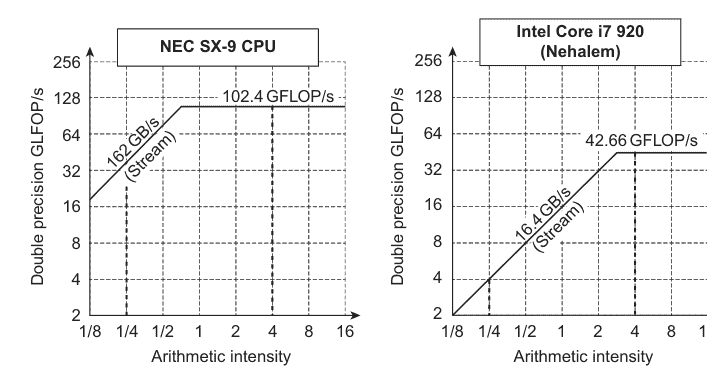 NEC SX-9 CPU
Double precision GLFOP/s
256
128
64
32
16
8
4
2
102.4 GFLOP/s
162 GB/s
(Stream)
1/8 1/4 1/2 1 2 4 8 16
Arithmetic intensity
Intel Core i7 920
(Nehalem)
Double precision GLFOP/s
256
128
64
32
16
8
4
2
42.66 GFLOP/s
16.4 GB/s
(Stream)
1/8 1/4 1/2 1 2 4 8 1
Arithmetic intensity